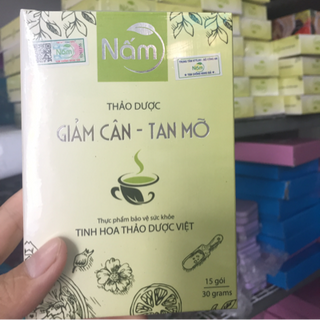 Nấm
THẢO DƯỢC
GIẢM CÂN - TAN MỠ
Thực phẩm bảo vệ sức khỏe
TINH HOA THẢO DƯỢC VIỆT
15 gói
30 grams